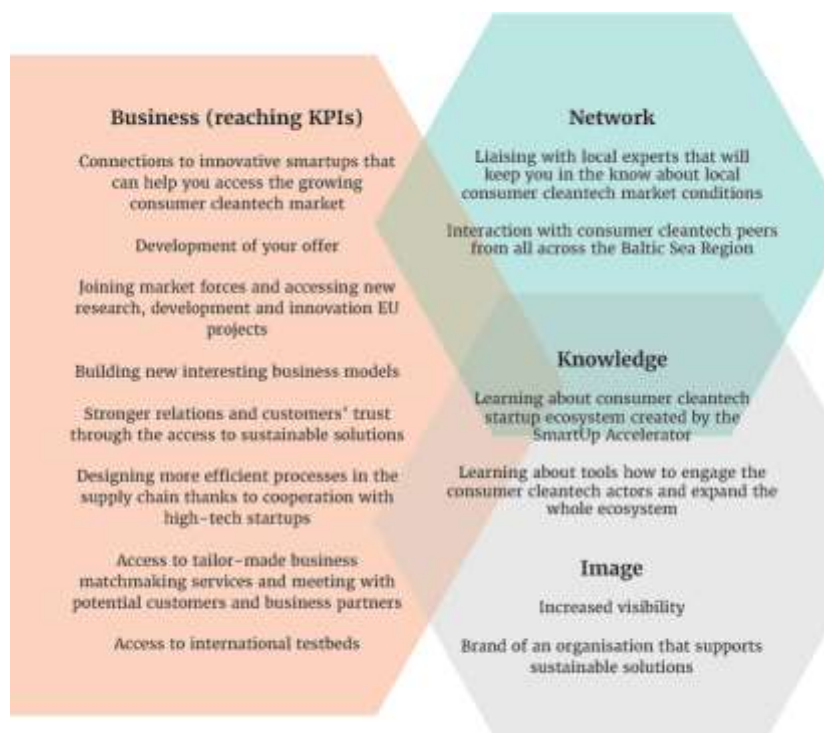 Business (reaching KPIs)
Connections to innovative smartups that
can help you access the growing
consumer cleantech market
Development of your offer
Joining market forces and accessing new
research, development and innovation EU
projects
Building new interesting business models
Stronger relations and customers' trust
through the access to sustainable solutions
Designing more efficient processes in the
supply chain thanks to cooperation with
high-tech startups
Access to tailor-made business
matchmaking services and meeting with
potential customers and business partners
Access to international testbeds
Network
Liaising with local experts that will
keep you in the know about local
consumer cleantech market conditions
Interaction with consumer cleantech peers
from all across the Baltic Sea Region
Knowledge
Learning about consumer cleantech
startup ecosystem created by the
SmartUp Accelerator
Learning about tools how to engage the
consumer cleantech actors and expand the
whole ecosystem
Image
Increased visibility
Brand of an organisation that supports
sustainable solutions